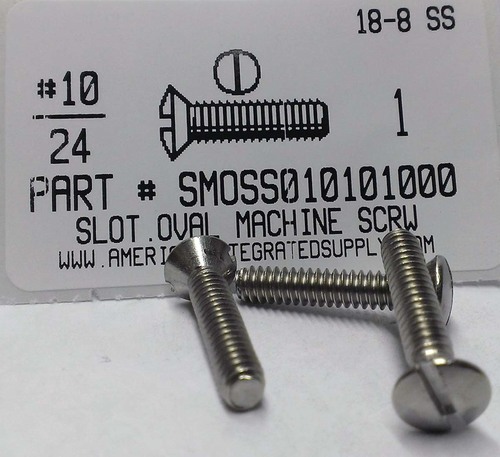 18-8 SS
#10
24
1
PART # SMOSS010101000
SLOT.OVAL MACHINE SCRW